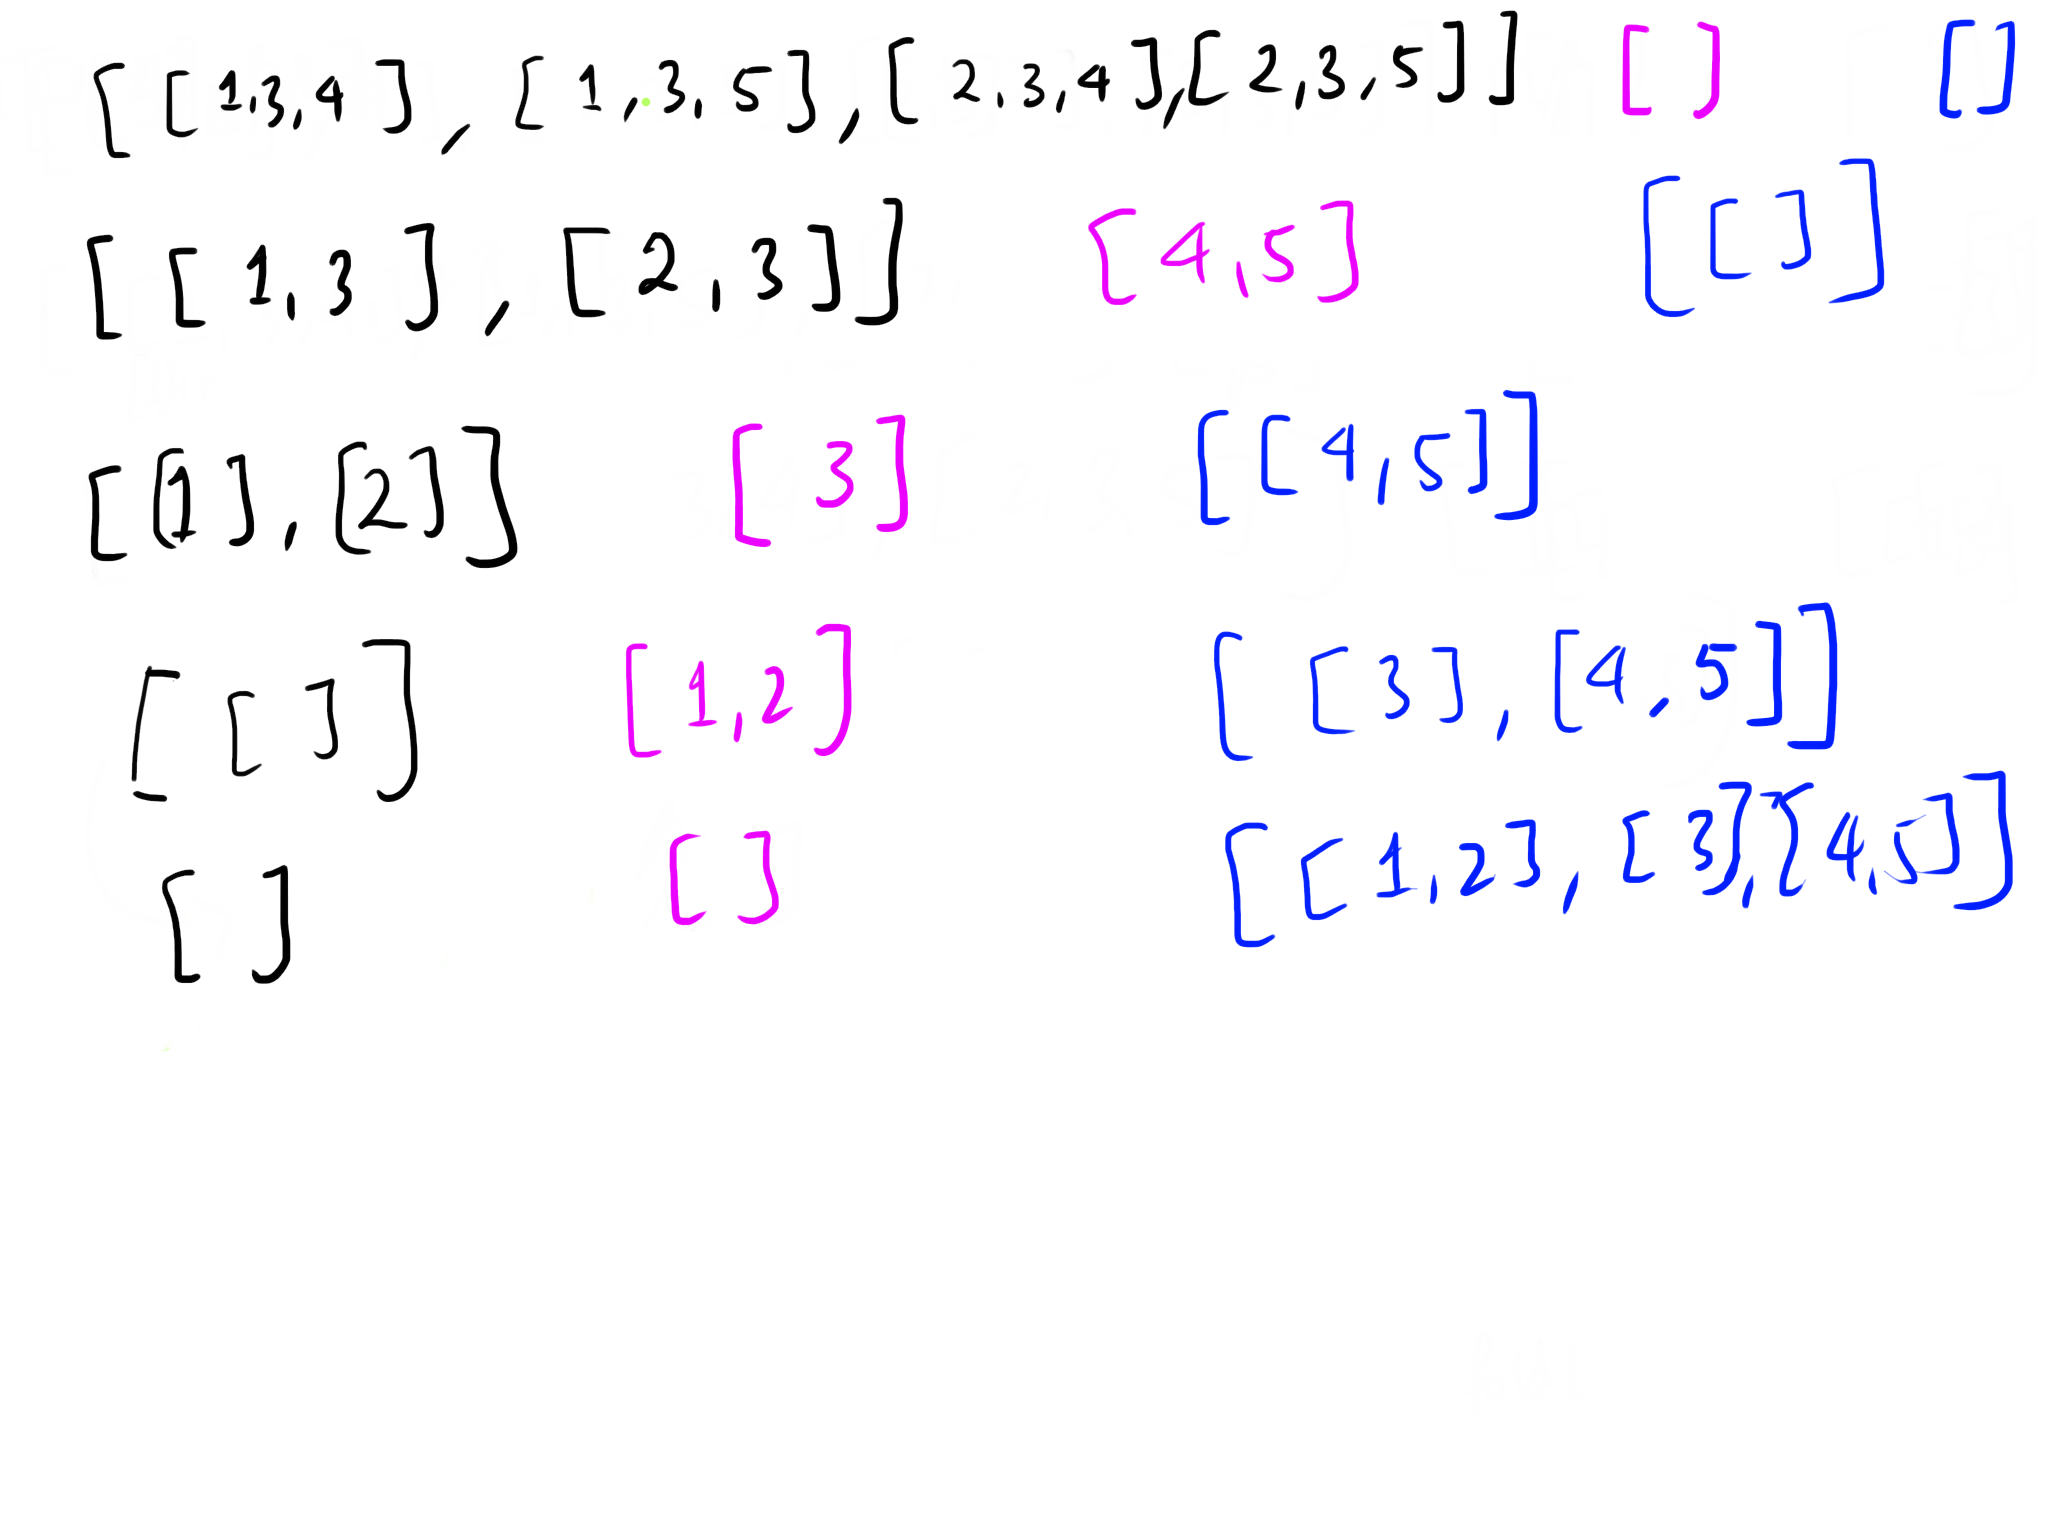 [[1,3,4], [1,3,5], [2,3,4], [2,3,5]] [] []
[[1,3], [2,3]] [4,5] [[]]
[[1], [2]] [3] [[4,5]]
[[]] [1,2] [[3], [4,5]]
[] [] [[1,2], [3], [4,5]]